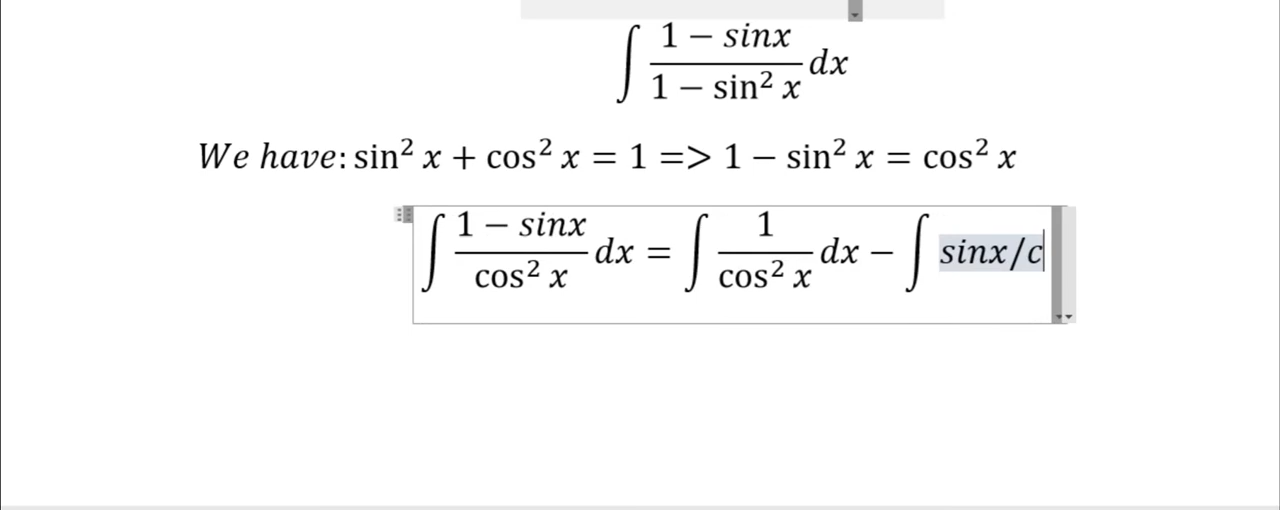 ∫ (1 − sinx)/(1 − sin² x) dx
We have: sin² x + cos² x = 1 => 1 − sin² x = cos² x
∫ (1 − sinx)/(cos² x) dx = ∫ 1/(cos² x) dx − ∫ sinx/c